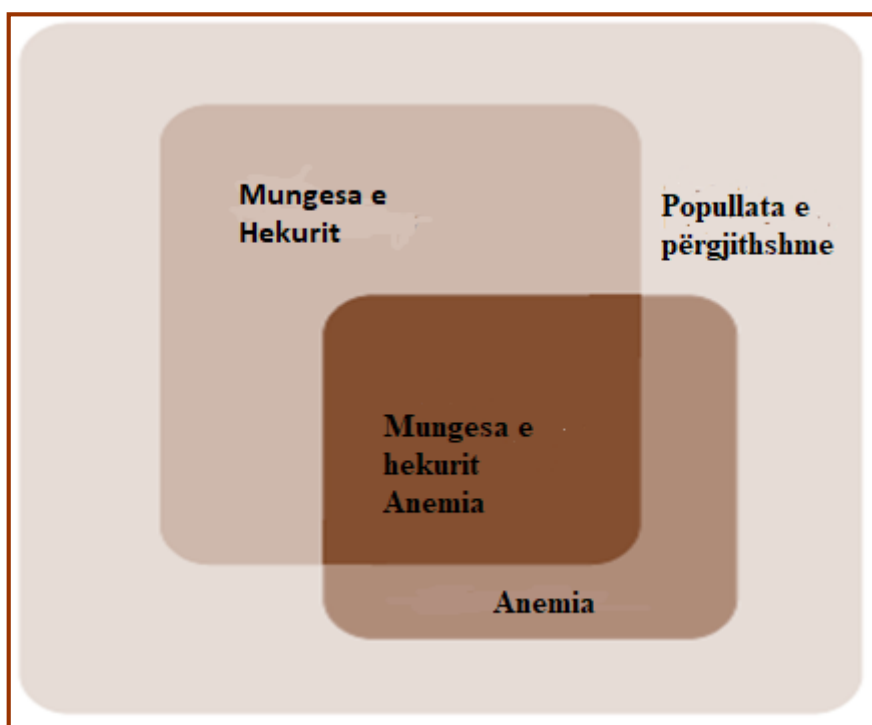 Mungesa e
Hekurit
Popullata e
përgjithshme
Mungesa e
hekurit
Anemia
Anemia